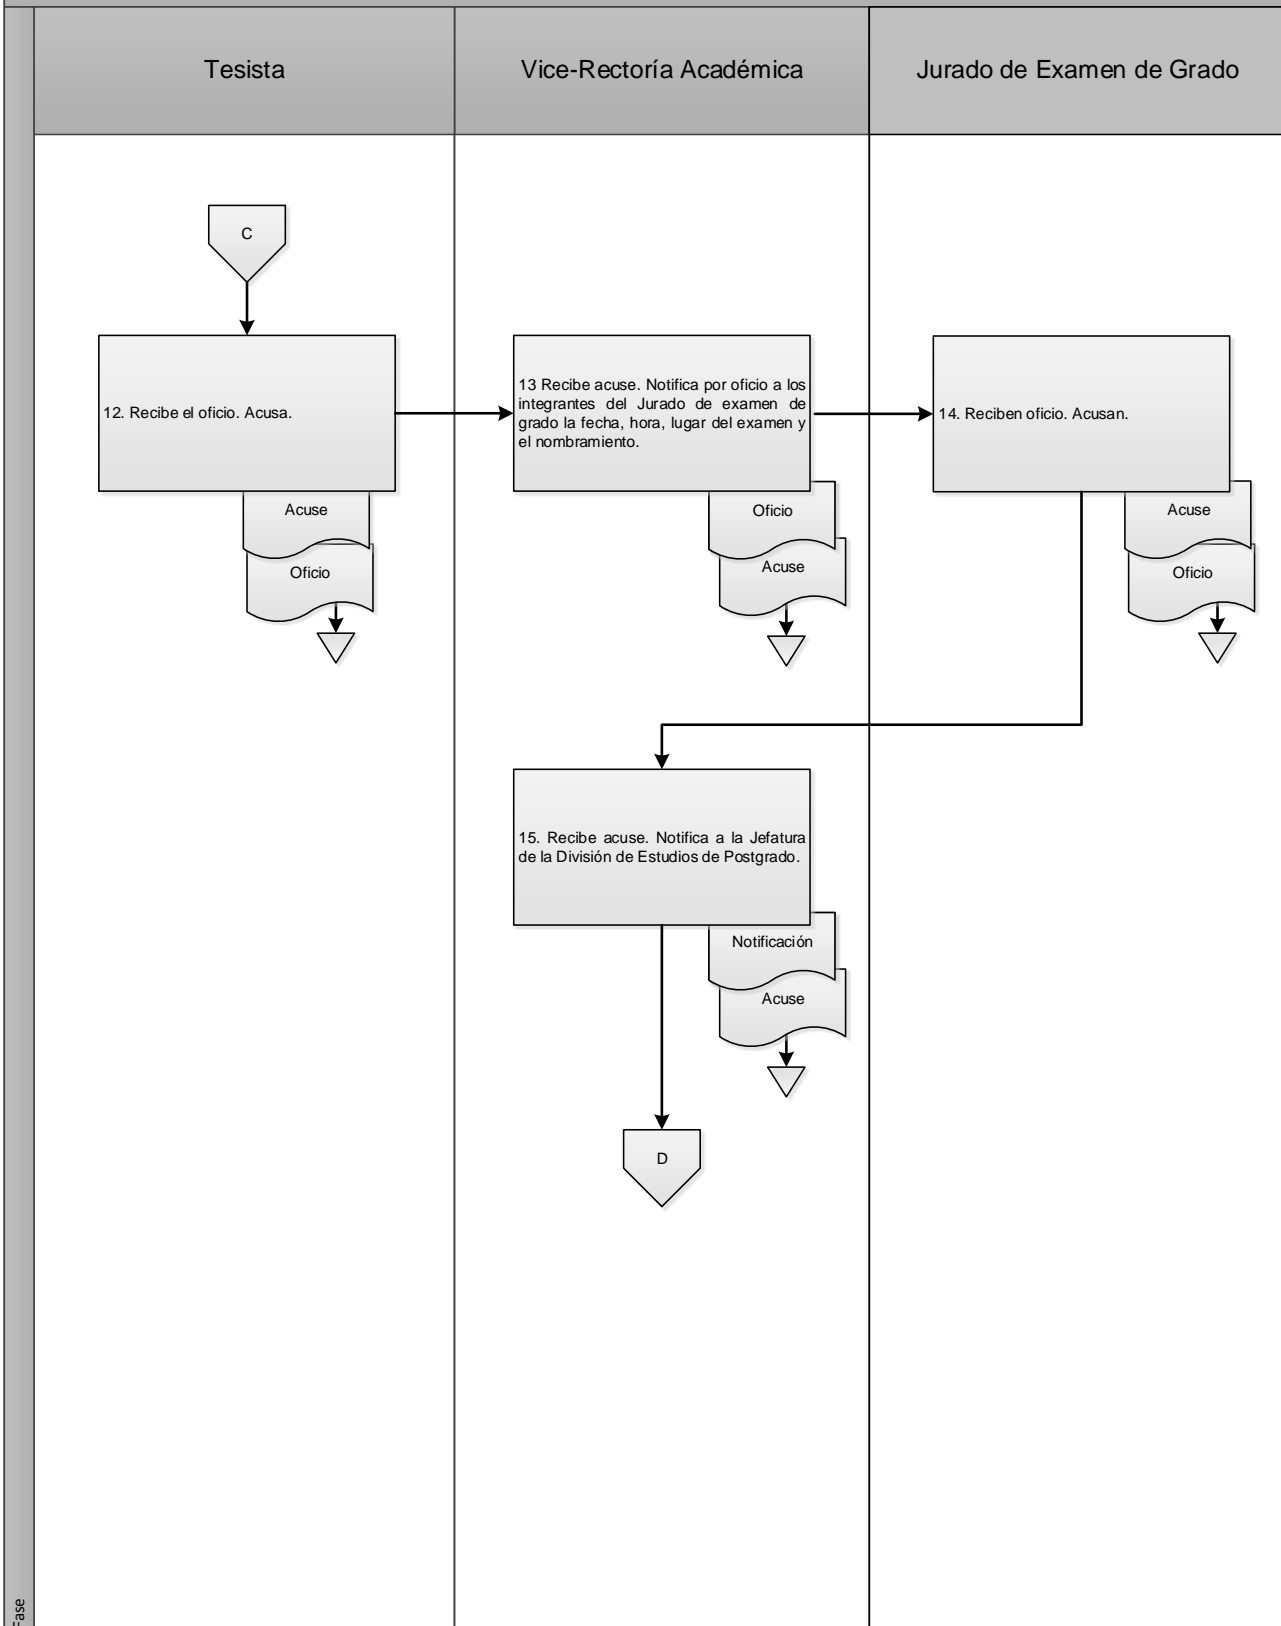 Tesista
Vice-Rectoría Académica
Jurado de Examen de Grado
C
12. Recibe el oficio. Acusa.
13 Recibe acuse. Notifica por oficio a los
integrantes del Jurado de examen de
grado la fecha, hora, lugar del examen y
el nombramiento.
14. Reciben oficio. Acusan.
Acuse
Oficio
Oficio
Acuse
Acuse
Oficio
15. Recibe acuse. Notifica a la Jefatura
de la División de Estudios de Postgrado.
Notificación
Acuse
D
Fase